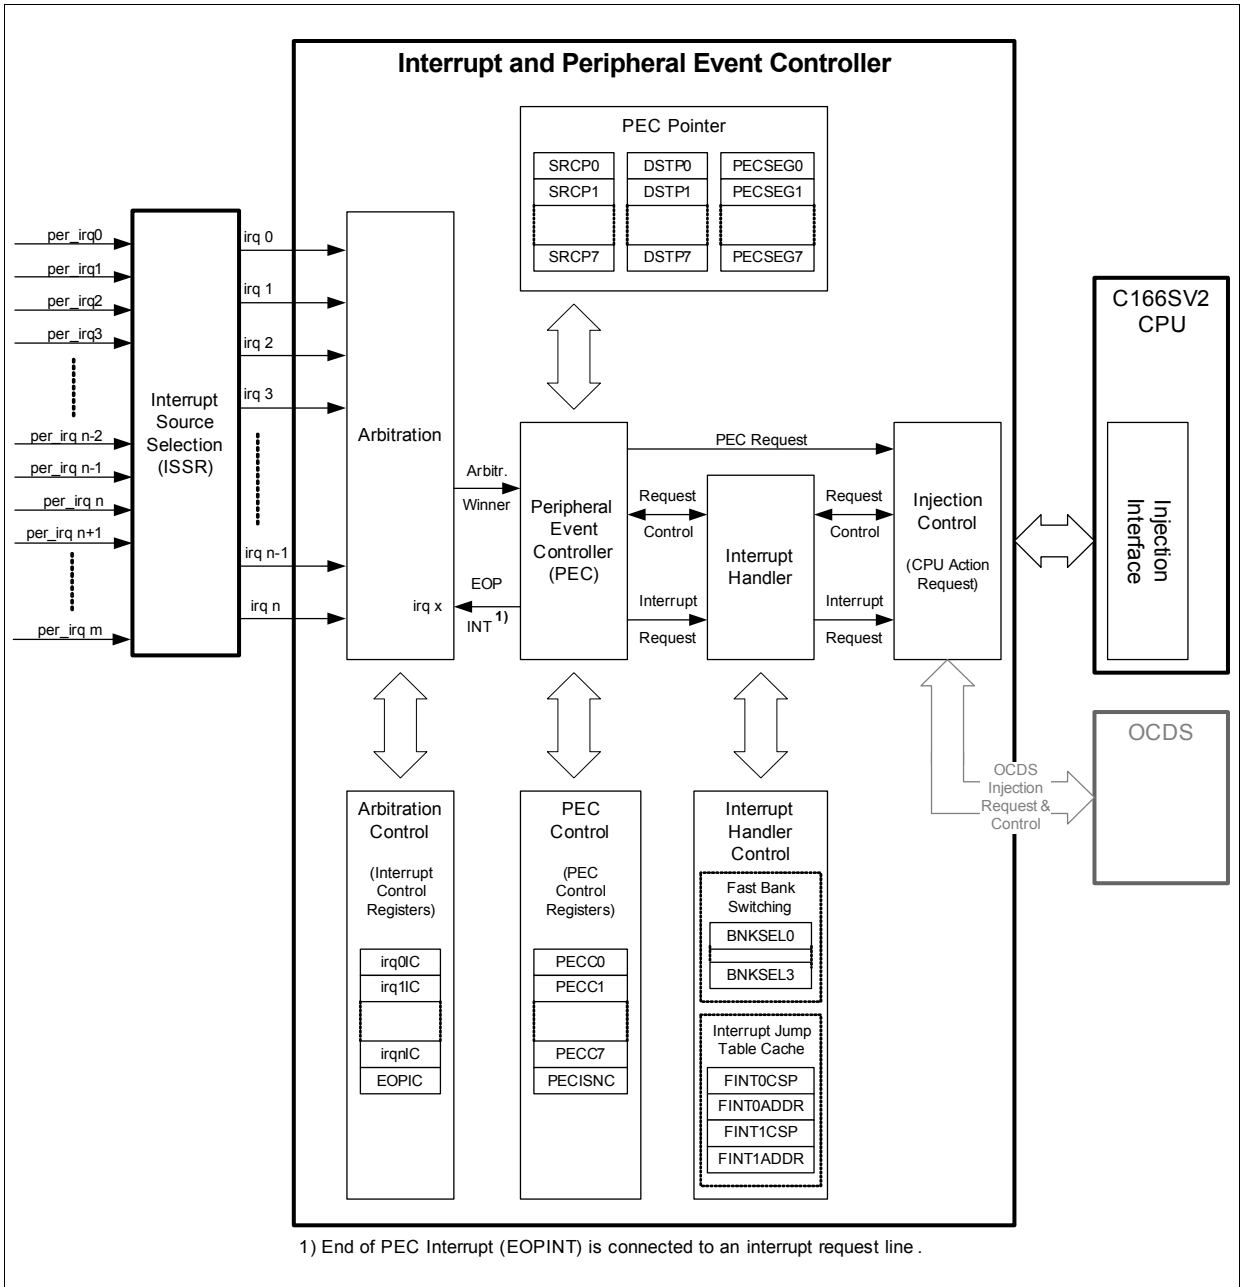 Interrupt and Peripheral Event Controller
PEC Pointer
SRCP0
DSTP0
PECSEG0
SRCP1
DSTP1
PECSEG1
SRCP7
DSTP7
PECSEG7
per_irq0
per_irq1
per_irq2
per_irq3
per_irq n-2
per_irq n-1
per_irq n
per_irq n+1
per_irq m
Interrupt
Source
Selection
(ISSR)
irq 0
irq 1
irq 2
irq 3
irq n-1
irq n
Arbitration
irq x
Arbitr.
Winner
EOP
INT 1)
Peripheral
Event
Controller
(PEC)
PEC Request
Request
Control
Interrupt
Request
Interrupt
Handler
Request
Control
Interrupt
Request
Injection
Control
(CPU Action
Request)
C166SV2
CPU
Injection
Interface
OCDS
OCDS
Injection
Request &
Control
Arbitration
Control
(Interrupt
Control
Registers)
irq0IC
irq1IC
irqnIC
EOPIC
PEC
Control
(PEC
Control
Registers)
PECC0
PECC1
PECC7
PECISNC
Interrupt
Handler
Control
Fast Bank
Switching
BNKSEL0
BNKSEL3
Interrupt Jump
Table Cache
FINT0CSP
FINT0ADDR
FINT1CSP
FINT1ADDR
1) End of PEC Interrupt (EOPINT) is connected to an interrupt request line .